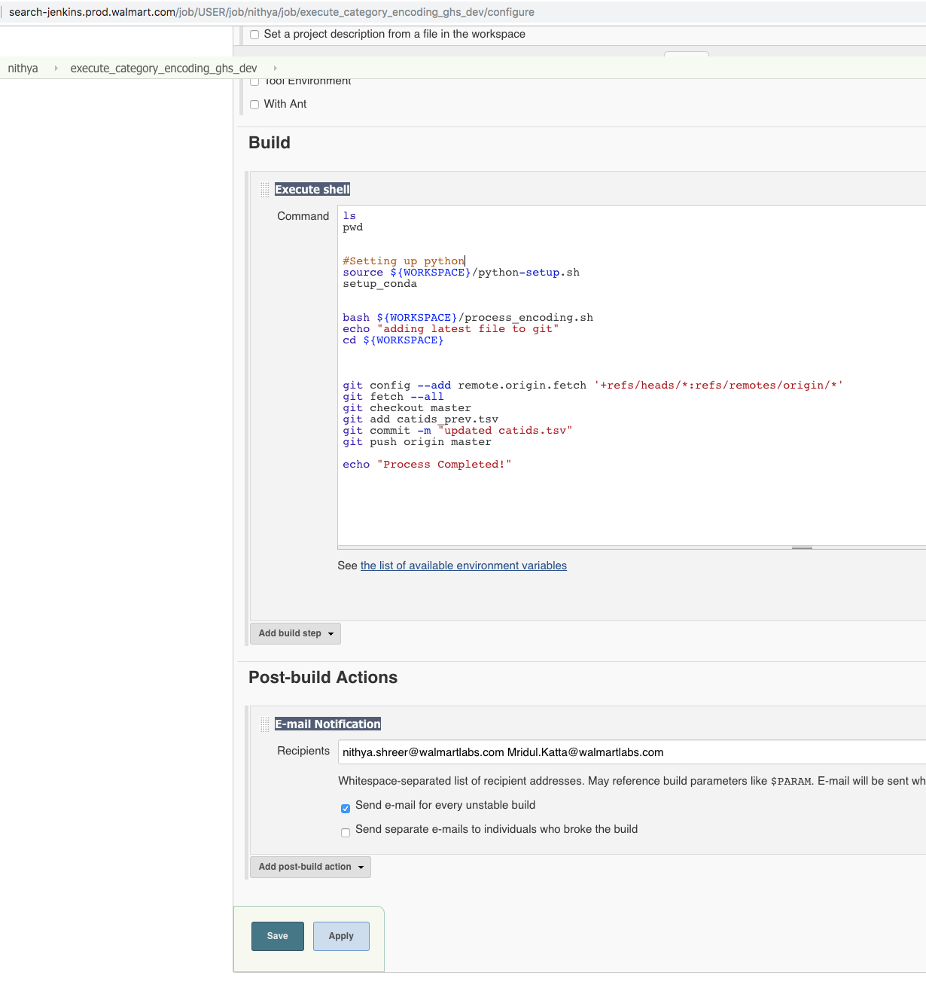 search-jenkins.prod.walmart.com/job/USER/job/nithya/job/execute_category_encoding_ghs_dev/configure
Set a project description from a file in the workspace
nithya execute_category_encoding_ghs_dev
Tool Environment
With Ant
Build
Execute shell
Command
ls
pwd
#Setting up python
source ${WORKSPACE}/python-setup.sh
setup_conda
bash ${WORKSPACE}/process_encoding.sh
echo "adding latest file to git"
cd ${WORKSPACE}
git config --add remote.origin.fetch '+refs/heads/*:refs/remotes/origin/*'
git fetch --all
git checkout master
git add catids_prev.tsv
git commit -m "updated catids.tsv"
git push origin master
echo "Process Completed!"
See the list of available environment variables
Add build step
Post-build Actions
E-mail Notification
Recipients nithya.shreer@walmartlabs.com Mridul.Katta@walmartlabs.com
Whitespace-separated list of recipient addresses. May reference build parameters like $PARAM. E-mail will be sent wh
Send e-mail for every unstable build
Send separate e-mails to individuals who broke the build
Add post-build action
Save Apply